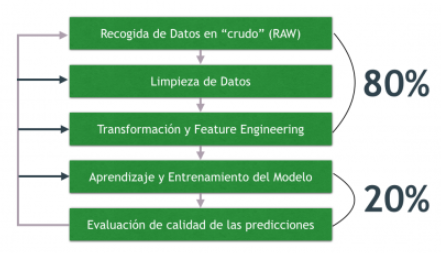 Recogida de Datos en “crudo” (RAW)
Limpieza de Datos
80%
Transformación y Feature Engineering
Aprendizaje y Entrenamiento del Modelo
20%
Evaluación de calidad de las predicciones